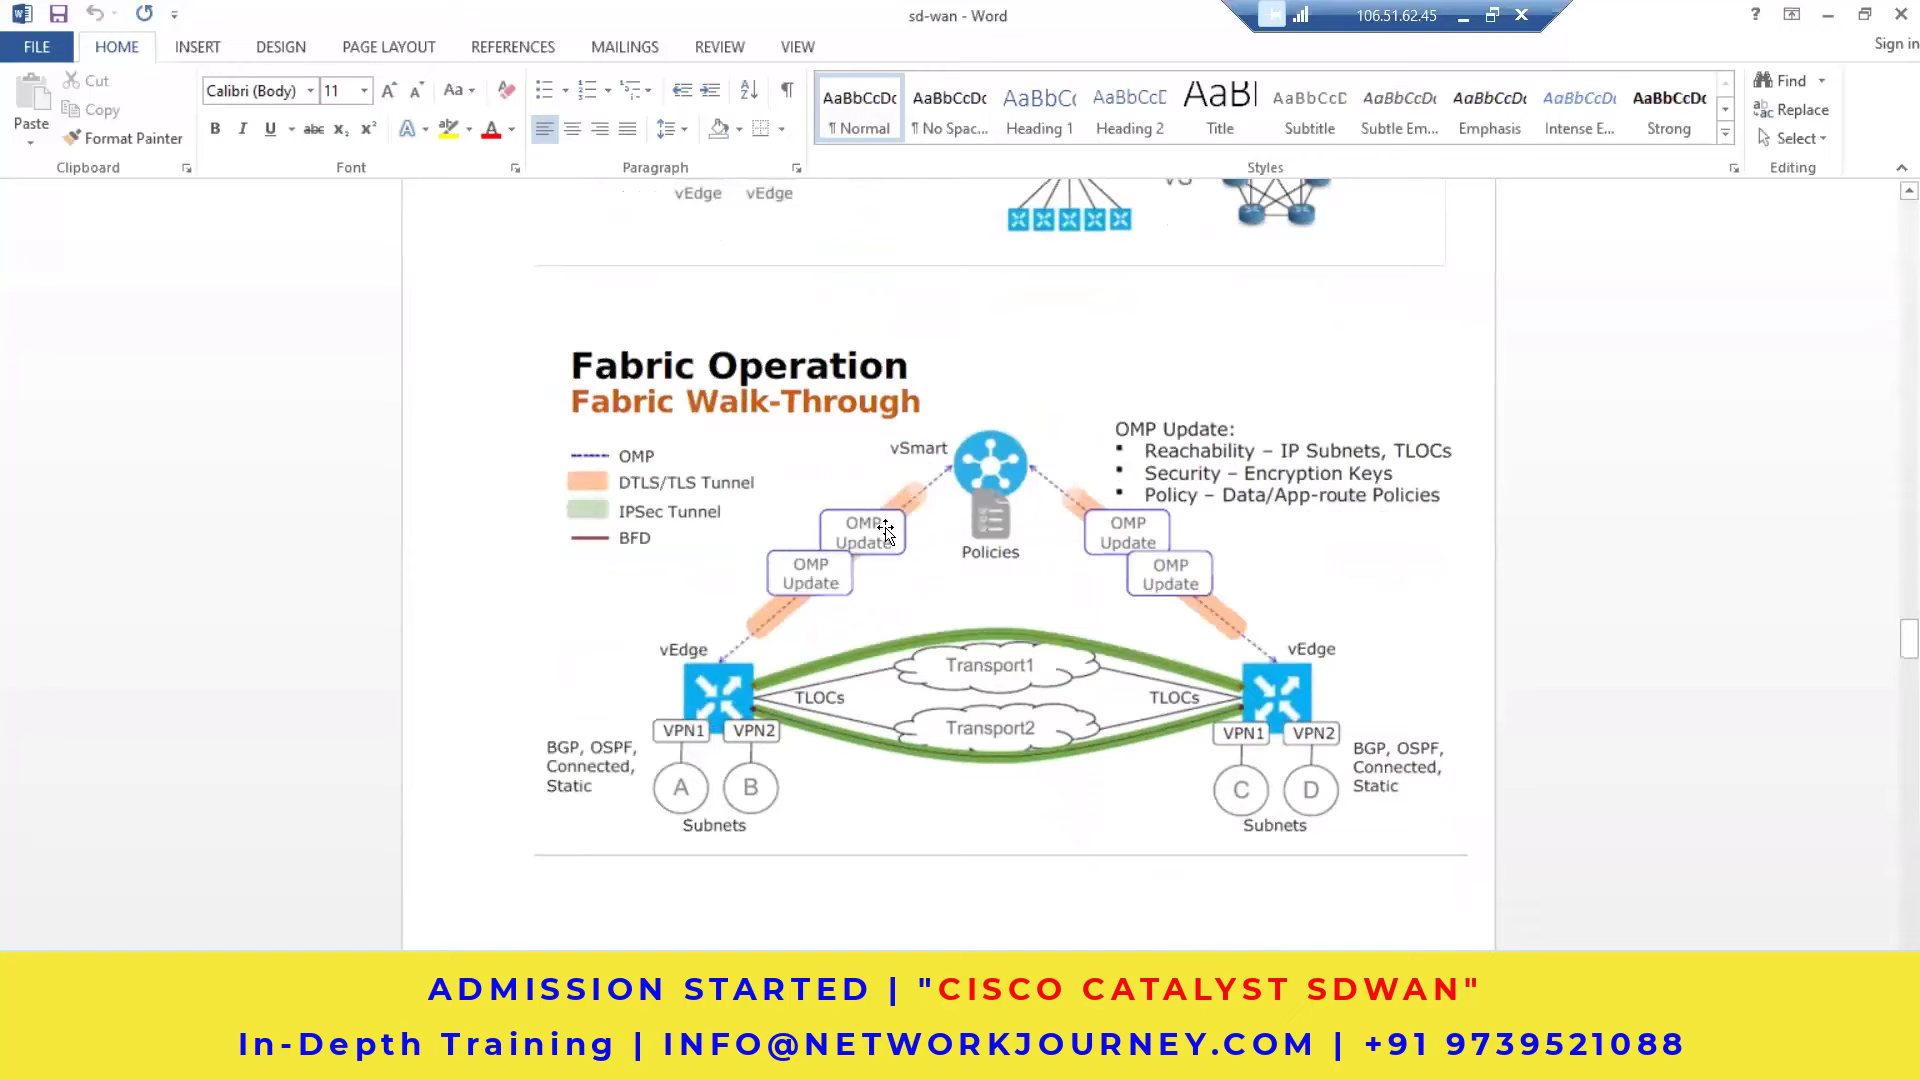 sd-wan - Word
106.51.62.45
Sign in
FILE HOME INSERT DESIGN PAGE LAYOUT REFERENCES MAILINGS REVIEW VIEW
Cut
Copy
Format Painter
Paste
Clipboard
Calibri (Body) 11
Font
Paragraph
AaBbCcDc AaBbCcDc AaBbC AaBbCcD AaBl AaBbCcD AaBbCcDc AaBbCcDc AaBbCcDc AaBbCcDc
¶ Normal ¶ No Spac... Heading 1 Heading 2 Title Subtitle Subtle Em... Emphasis Intense E... Strong
Styles
Find
Replace
Select
Editing
vEdge vEdge
VS
Fabric Operation
Fabric Walk-Through
OMP
DTLS/TLS Tunnel
IPSec Tunnel
BFD
vSmart
Policies
OMP Update:
▪ Reachability – IP Subnets, TLOCs
▪ Security – Encryption Keys
▪ Policy – Data/App-route Policies
OMP
Update
OMP
Update
OMP
Update
OMP
Update
vEdge
vEdge
Transport1
TLOCs
TLOCs
Transport2
VPN1 VPN2
VPN1 VPN2
BGP, OSPF,
Connected,
Static
A B
Subnets
C D
Subnets
BGP, OSPF,
Connected,
Static
ADMISSION STARTED | "CISCO CATALYST SDWAN"
In-Depth Training | INFO@NETWORKJOURNEY.COM | +91 9739521088